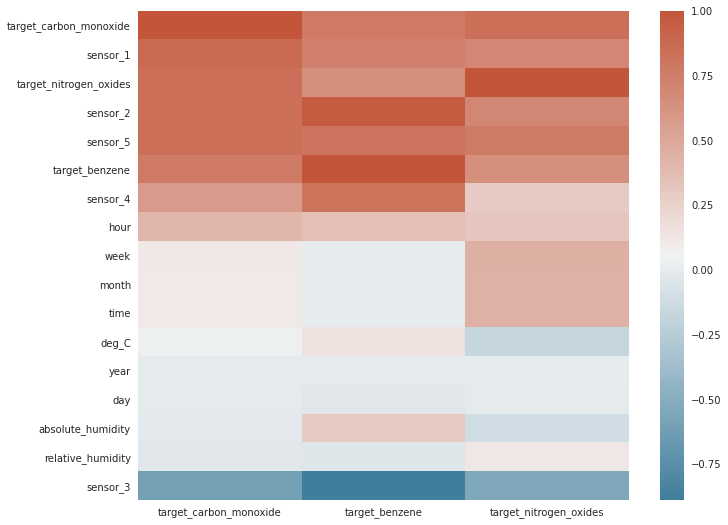 target_carbon_monoxide
sensor_1
target_nitrogen_oxides
sensor_2
sensor_5
target_benzene
sensor_4
hour
week
month
time
deg_C
year
day
absolute_humidity
relative_humidity
sensor_3
target_carbon_monoxide target_benzene target_nitrogen_oxides
1.00
0.75
0.50
0.25
0.00
−0.25
−0.50
−0.75